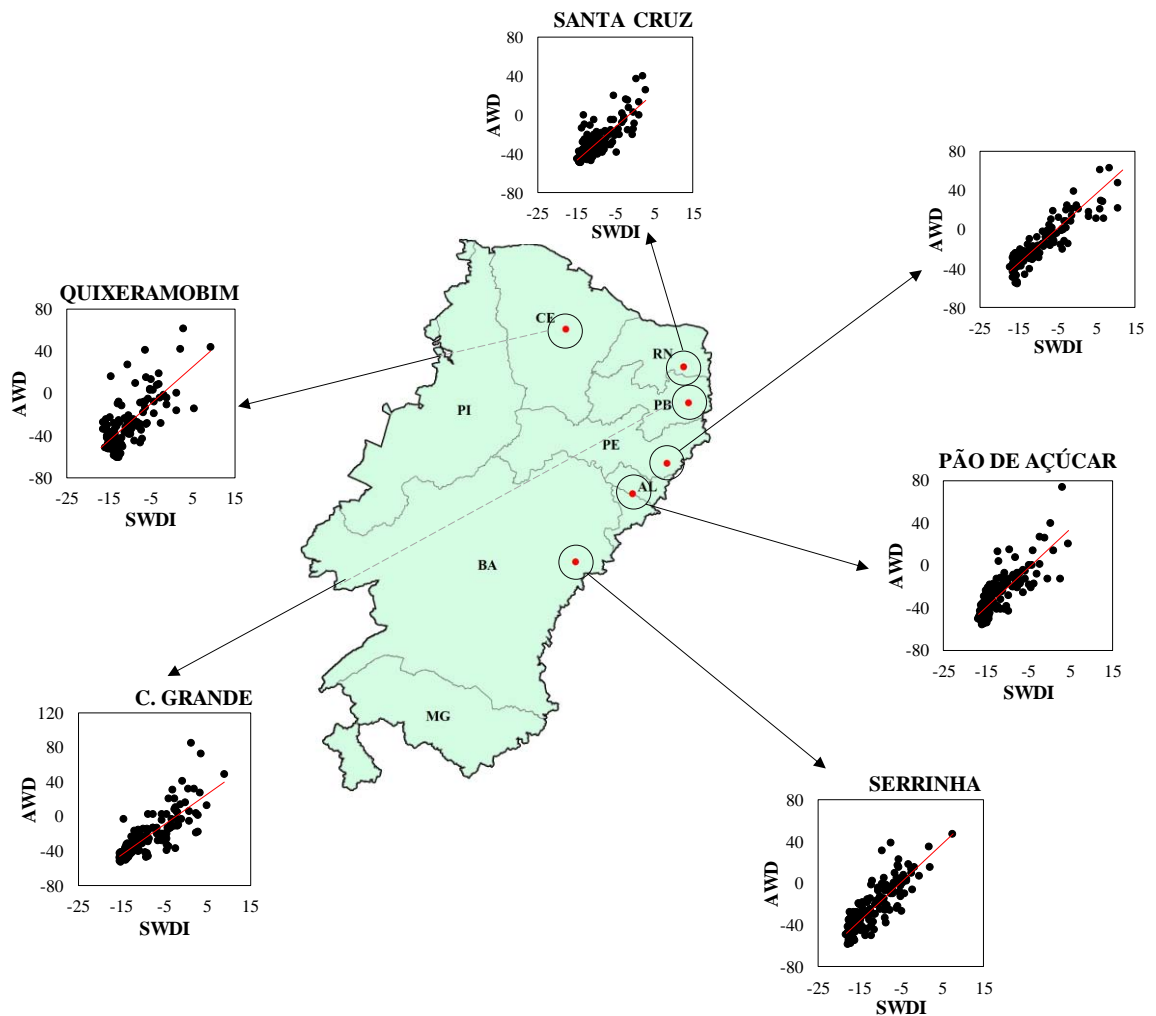 SANTA CRUZ
80
40
0
-40
-80
AWD
-25 -15 -5 5 15
SWDI
80
40
0
-40
-80
AWD
-25 -15 -5 5 15
SWDI
QUIXERAMOBIM
80
40
0
-40
-80
AWD
-25 -15 -5 5 15
SWDI
CE
RN
PI
PB
PE
AL
BA
MG
PÃO DE AÇÚCAR
80
40
0
-40
-80
AWD
-25 -15 -5 5 15
SWDI
C. GRANDE
120
80
40
0
-40
-80
AWD
-25 -15 -5 5 15
SWDI
SERRINHA
80
40
0
-40
-80
AWD
-25 -15 -5 5 15
SWDI